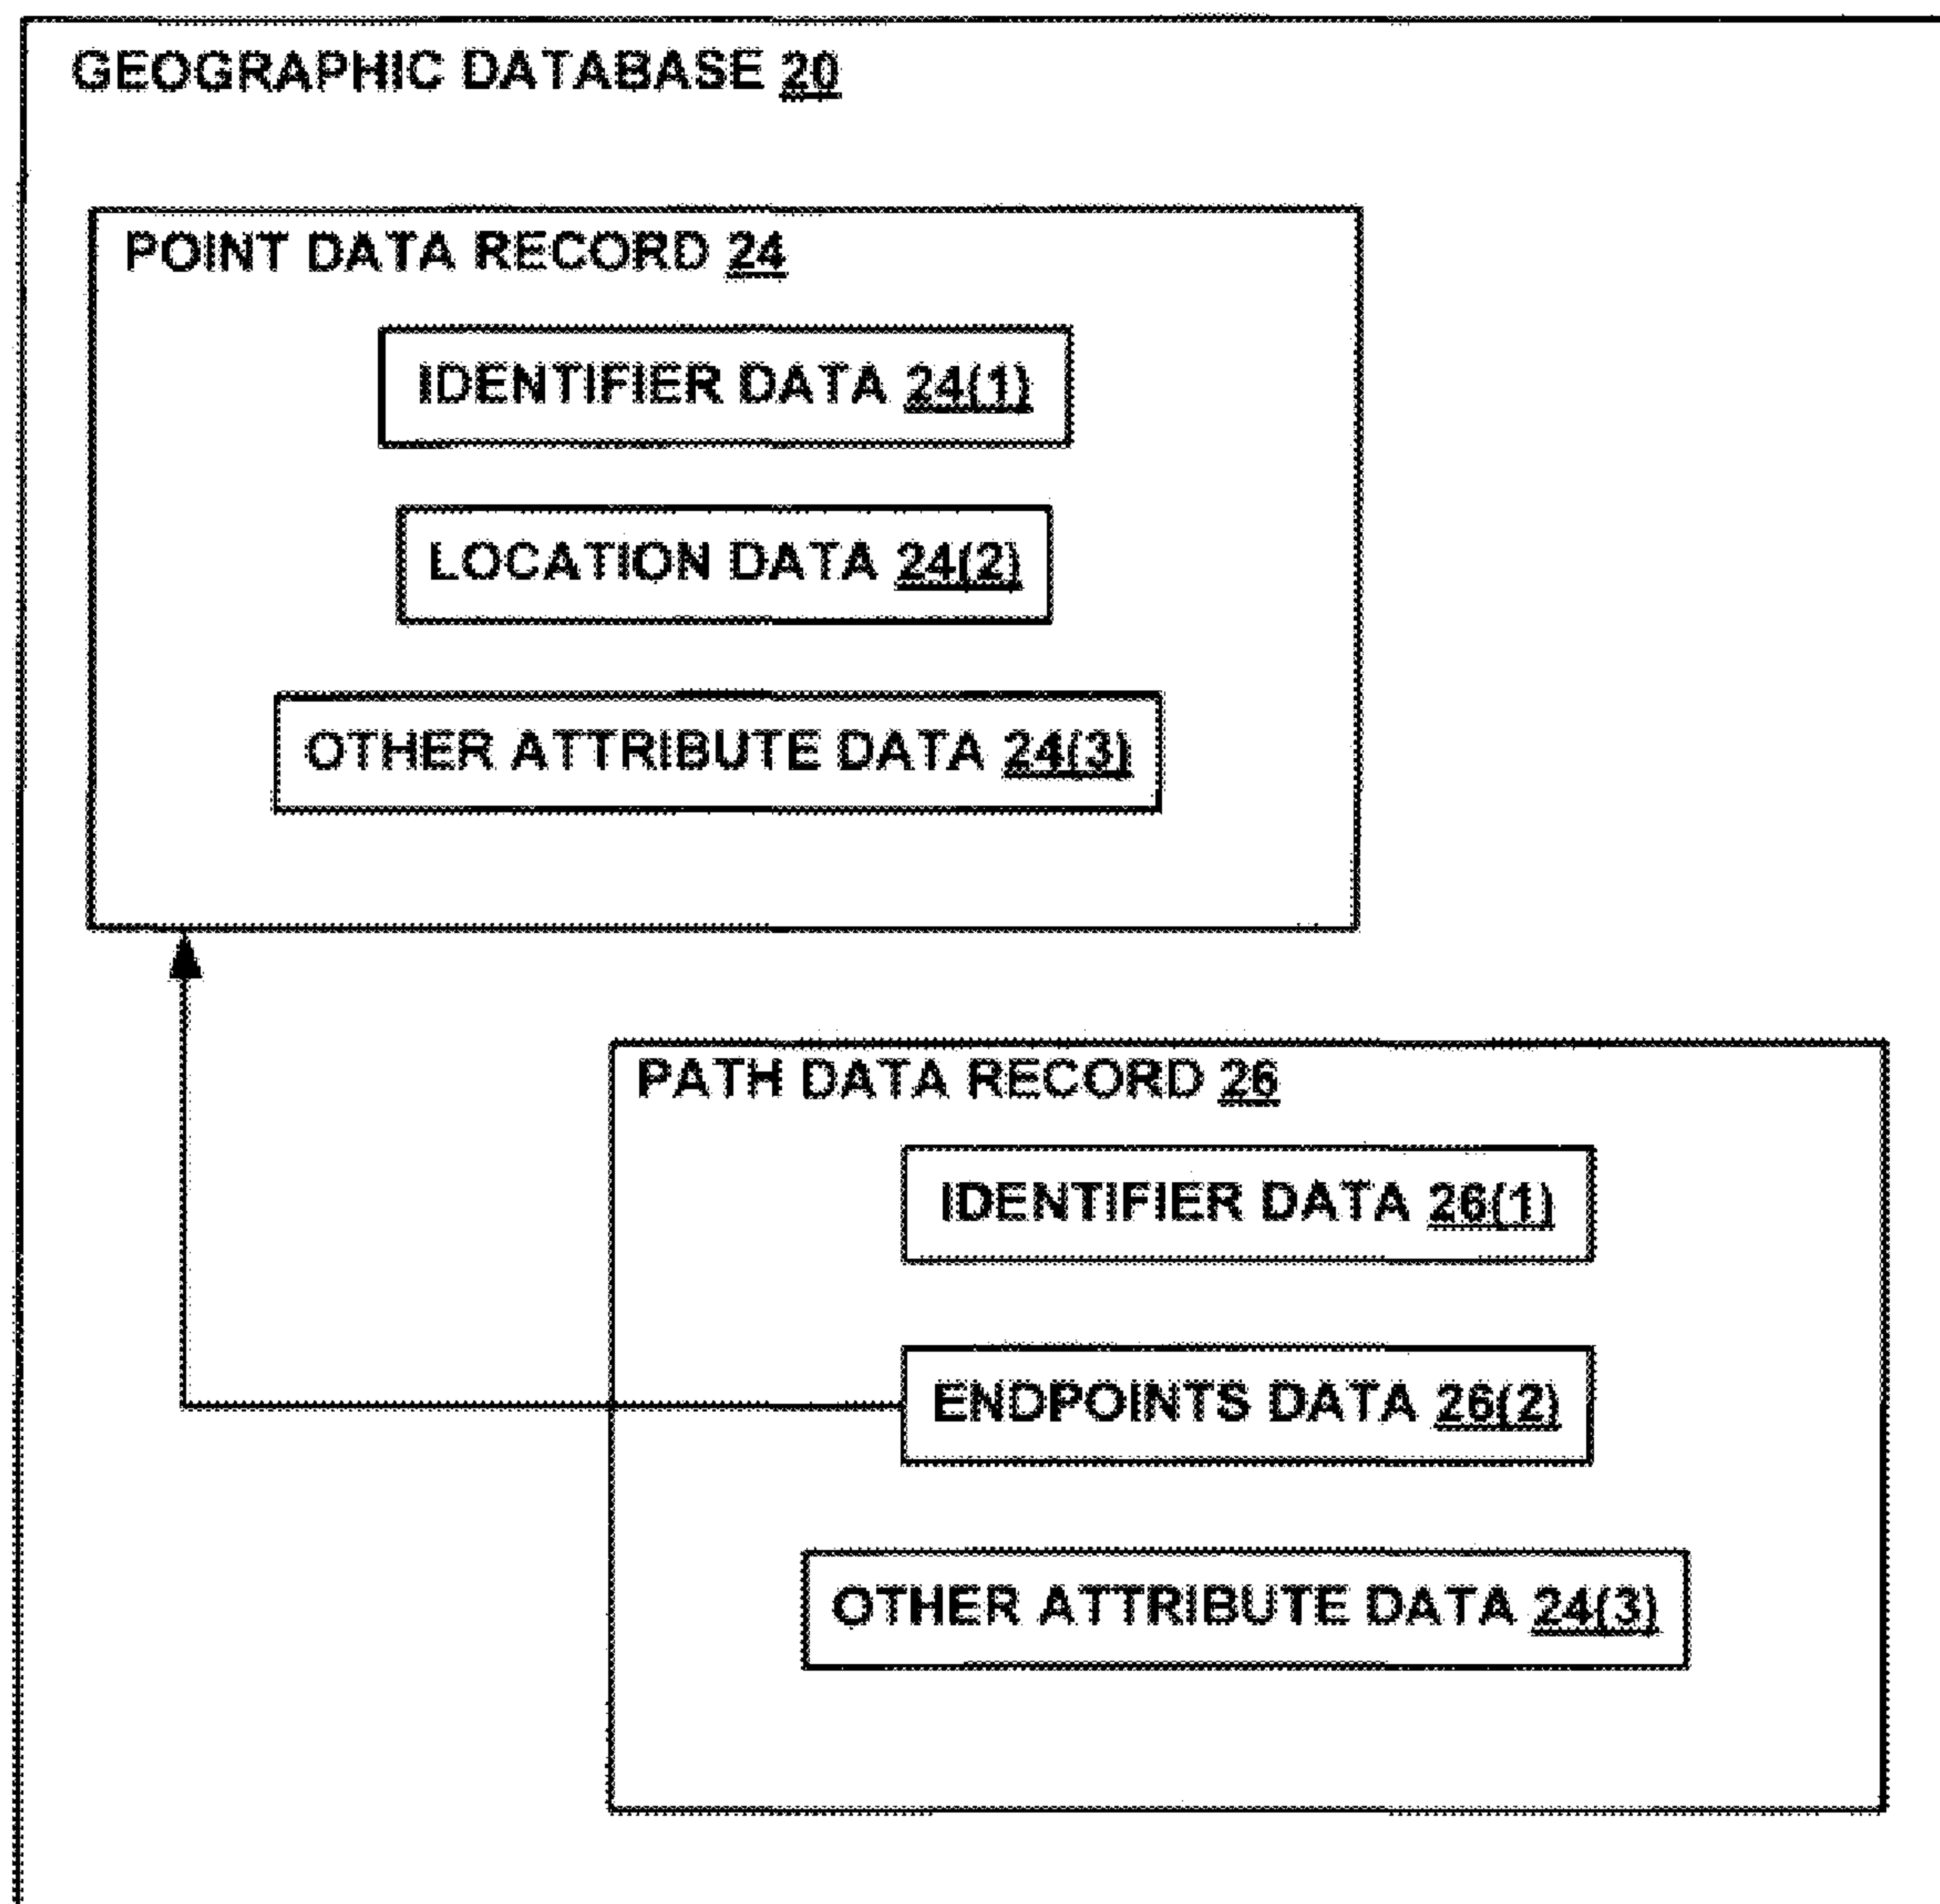 GEOGRAPHIC DATABASE 20
POINT DATA RECORD 24
IDENTIFIER DATA 24(1)
LOCATION DATA 24(2)
OTHER ATTRIBUTE DATA 24(3)
PATH DATA RECORD 26
IDENTIFIER DATA 26(1)
ENDPOINTS DATA 26(2)
OTHER ATTRIBUTE DATA 24(3)